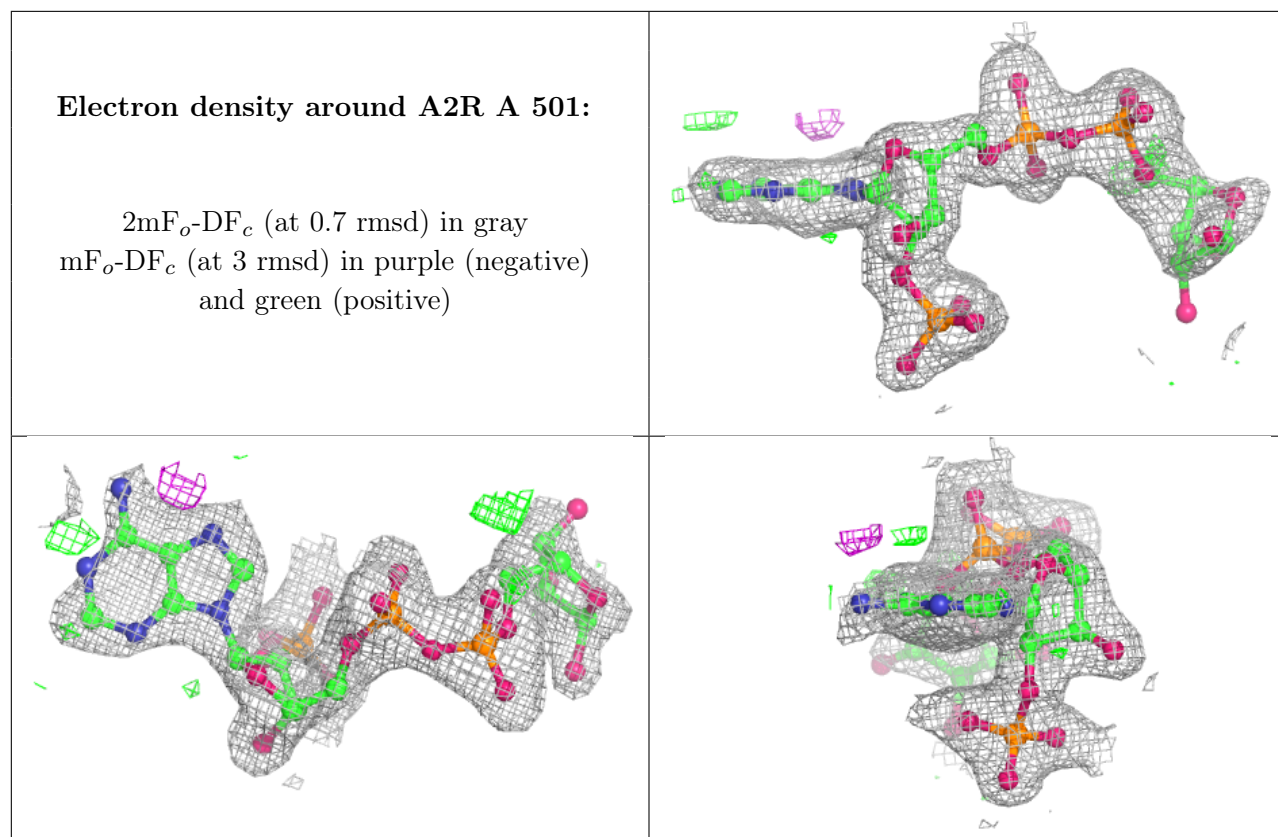 Electron density around A2R A 501:
2mFo-DFc (at 0.7 rmsd) in gray
mFo-DFc (at 3 rmsd) in purple (negative)
and green (positive)